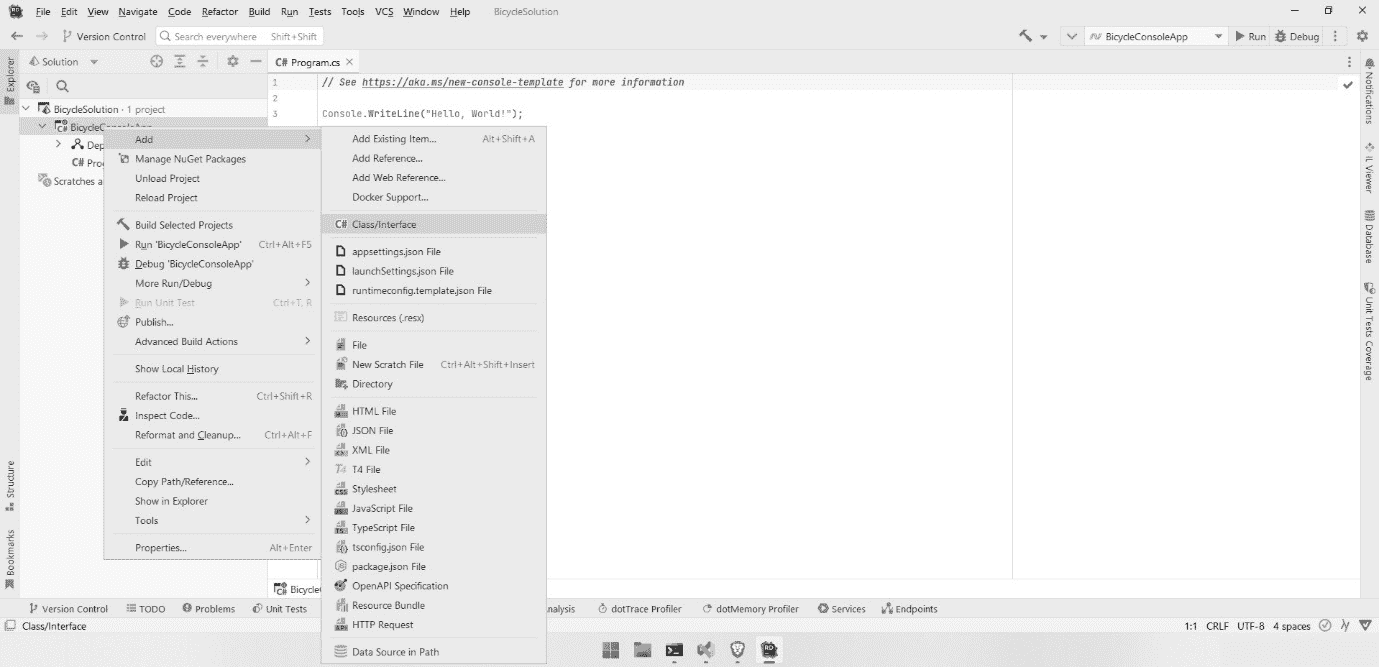 File Edit View Navigate Code Refactor Build Run Tests Tools VCS Window Help BicycleSolution
Version Control Search everywhere Shift+Shift BicycleConsoleApp Run Debug
Explorer
Solution
Program.cs
BicycleSolution · 1 project
BicycleConsoleApp
Dep
C# Pro
Scratches a
1 // See https://aka.ms/new-console-template for more information
2
3 Console.WriteLine("Hello, World!");
Add
Manage NuGet Packages
Unload Project
Reload Project
Build Selected Projects
Run 'BicycleConsoleApp' Ctrl+Alt+F5
Debug 'BicycleConsoleApp'
More Run/Debug
Run Unit Test Ctrl+T, R
Publish...
Advanced Build Actions
Show Local History
Refactor This... Ctrl+Shift+R
Inspect Code...
Reformat and Cleanup... Ctrl+Alt+F
Edit
Copy Path/Reference...
Show in Explorer
Tools
Properties... Alt+Enter
Add Existing Item... Alt+Shift+A
Add Reference...
Add Web Reference...
Docker Support...
C# Class/Interface
appsettings.json File
launchSettings.json File
runtimeconfig.template.json File
Resources (.resx)
File
New Scratch File Ctrl+Alt+Shift+Insert
Directory
HTML File
JSON File
XML File
T4 File
Stylesheet
JavaScript File
TypeScript File
tsconfig.json File
package.json File
OpenAPI Specification
Resource Bundle
HTTP Request
Data Source in Path
Notifications
IL Viewer
Database
Unit Tests Coverage
Structure
Bookmarks
Bicycle
Version Control TODO Problems Unit Tests nalysis dotTrace Profiler dotMemory Profiler Services Endpoints
Class/Interface 1:1 CRLF UTF-8 4 spaces